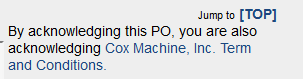 Jump to [TOP]
By acknowledging this PO, you are also
acknowledging Cox Machine, Inc. Term
and Conditions.